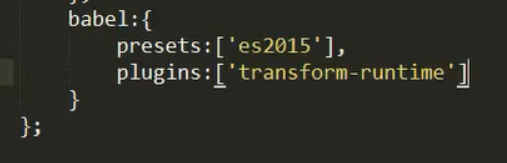 babel:{
presets:['es2015'],
plugins:['transform-runtime']
}
};